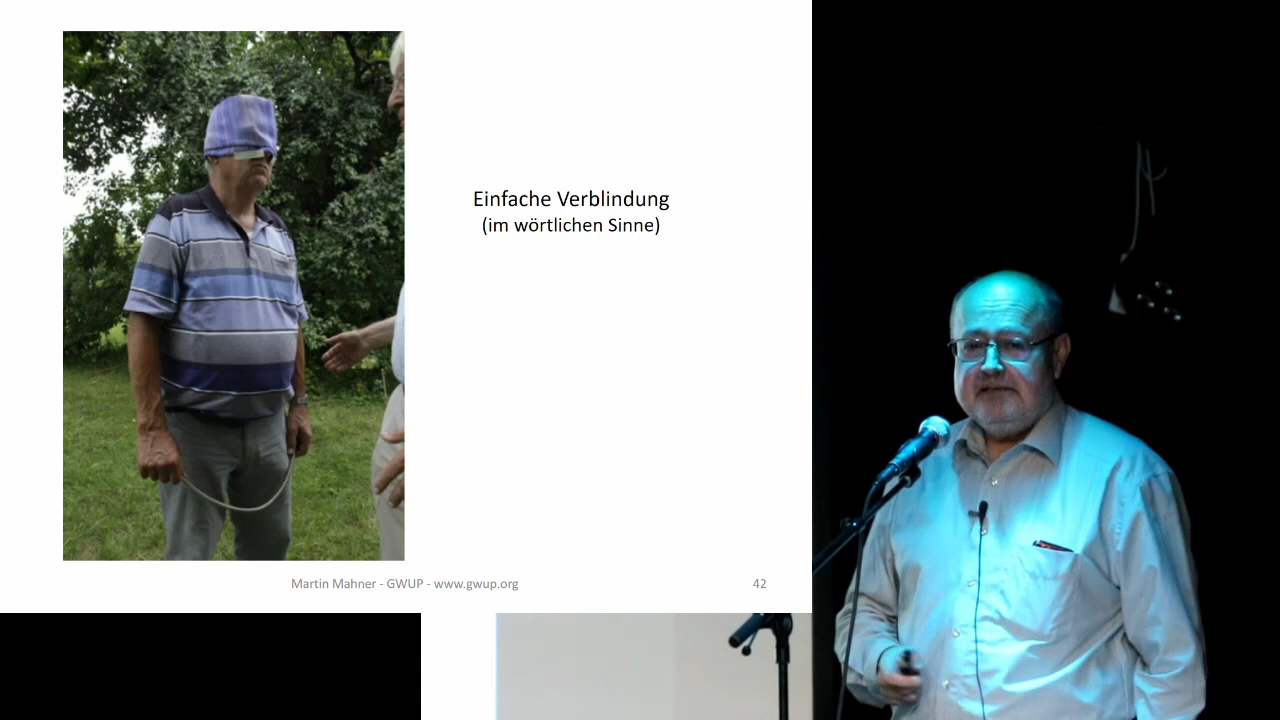 Einfache Verblindung
(im wörtlichen Sinne)
Martin Mahner - GWUP - www.gwup.org
42